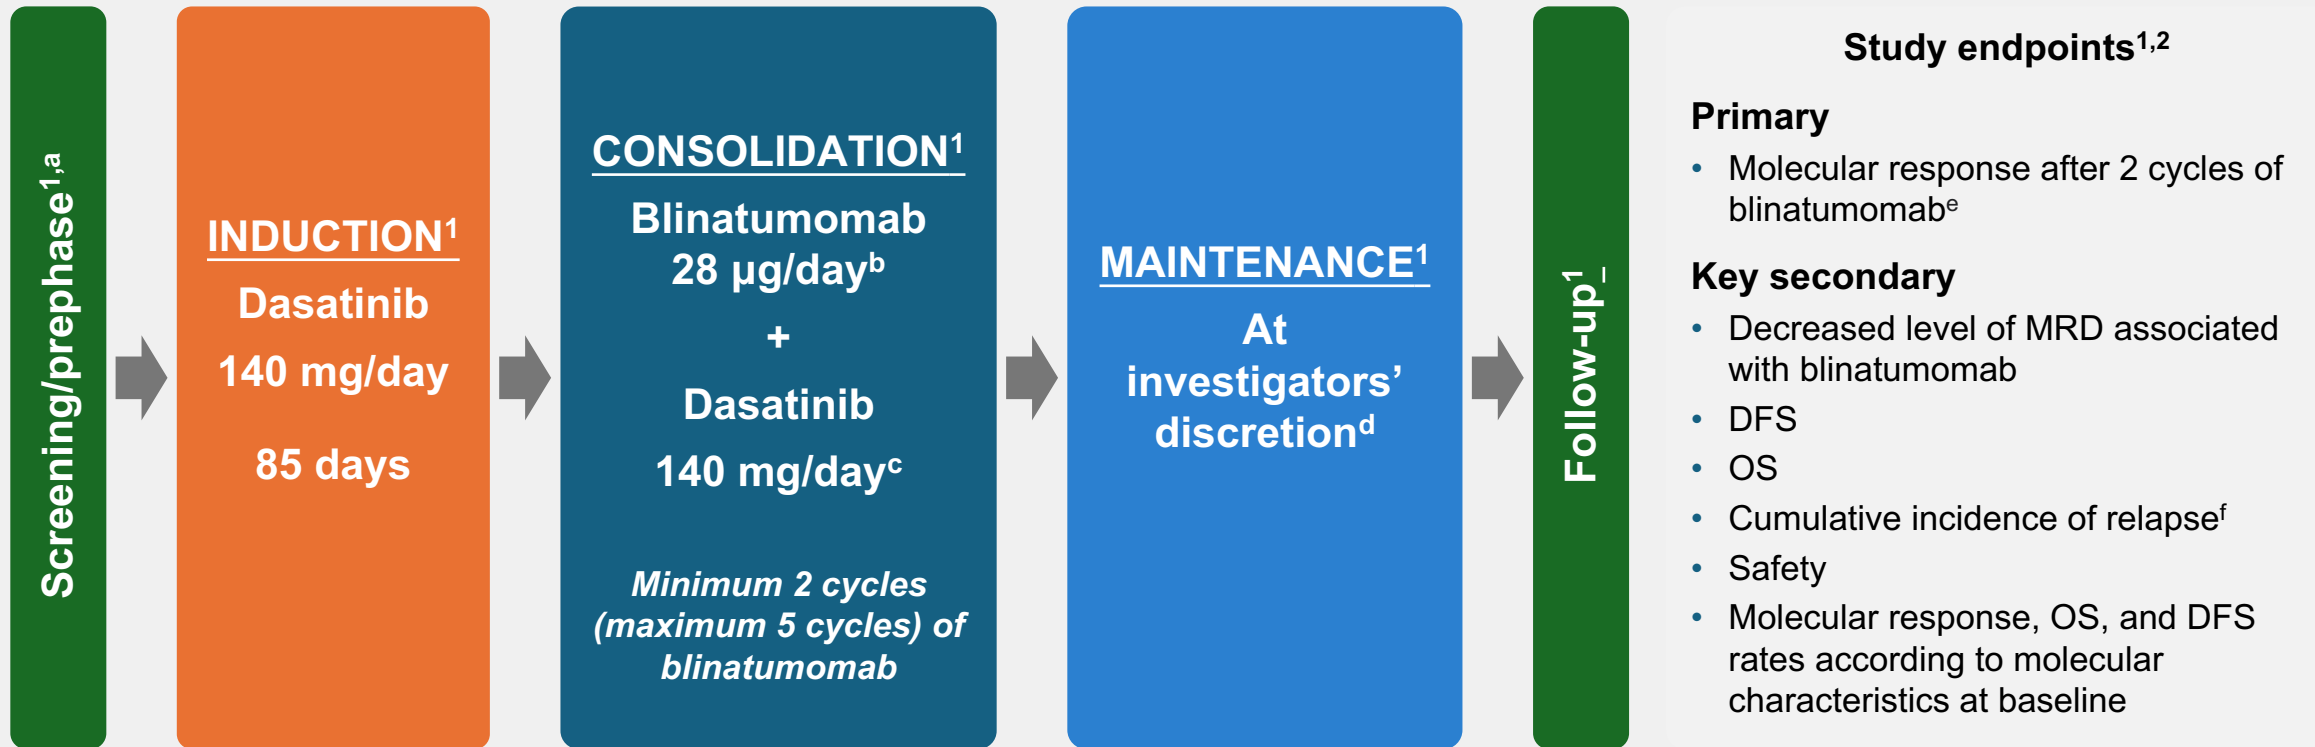 Screening/prephase¹,ᵃ
INDUCTION¹
Dasatinib
140 mg/day
85 days
CONSOLIDATION¹
Blinatumomab
28 µg/dayᵇ
+
Dasatinib
140 mg/dayᶜ
Minimum 2 cycles
(maximum 5 cycles) of
blinatumomab
MAINTENANCE¹
At
investigators’
discretionᵈ
Follow-up¹_
Study endpoints¹,²
Primary
• Molecular response after 2 cycles of
blinatumomabᵉ
Key secondary
• Decreased level of MRD associated
with blinatumomab
• DFS
• OS
• Cumulative incidence of relapseᶠ
• Safety
• Molecular response, OS, and DFS
rates according to molecular
characteristics at baseline